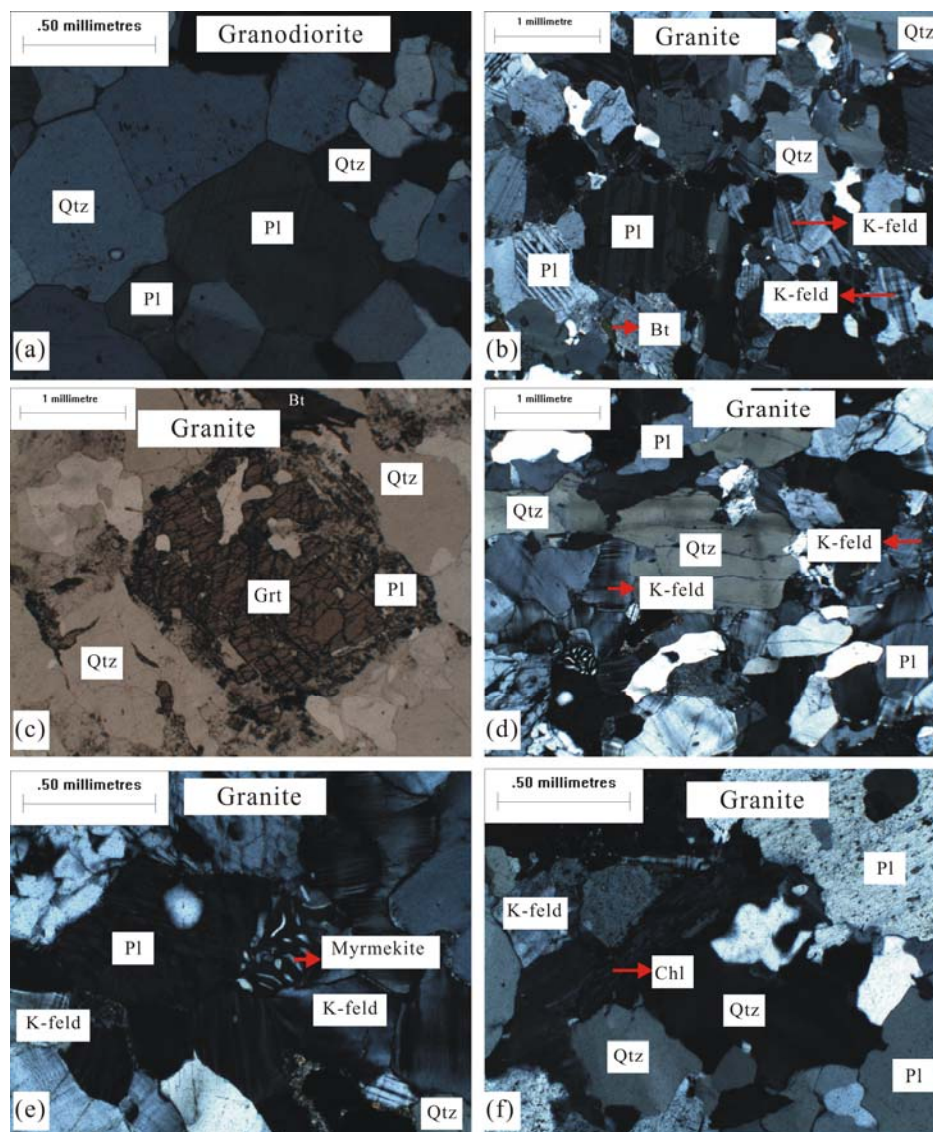 .50 millimetres
Granodiorite
Qtz
Qtz
Pl
Pl
(a)
1 millimetre
Granite
Qtz
Qtz
K-feld
Pl
Pl
K-feld
Bt
(b)
1 millimetre
Bt
Granite
Qtz
Grt
Pl
Qtz
(c)
1 millimetre
Granite
Pl
Qtz
Qtz
K-feld
K-feld
Pl
(d)
.50 millimetres
Granite
Pl
Myrmekite
K-feld
K-feld
Qtz
(e)
.50 millimetres
Granite
Pl
K-feld
Chl
Qtz
Qtz
Pl
(f)